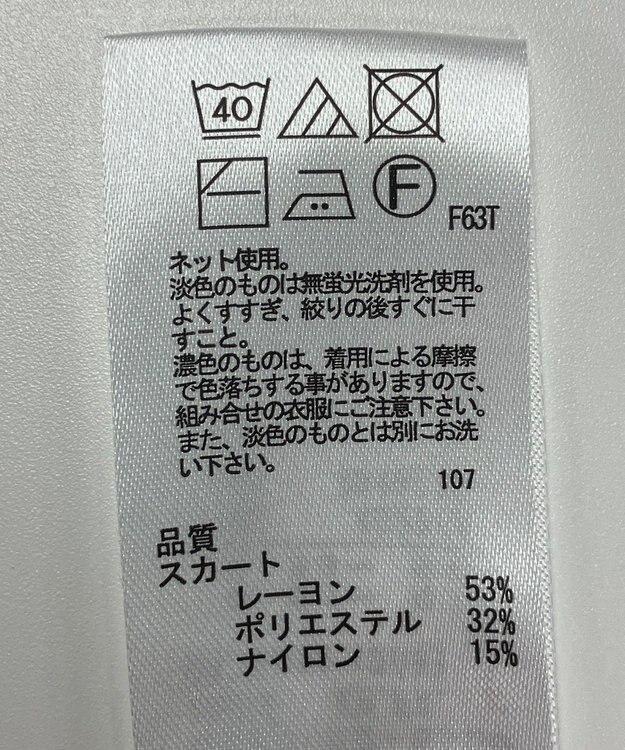 40
F
F63T
ネット使用。
淡色のものは無蛍光洗剤を使用。
よくすすぎ、絞りの後すぐに干
すこと。
濃色のものは、着用による摩擦
で色落ちする事がありますので、
組み合せの衣服にご注意下さい。
また、淡色のものとは別にお洗
い下さい。
107
品質
スカート
レーヨン 53%
ポリエステル 32%
ナイロン 15%